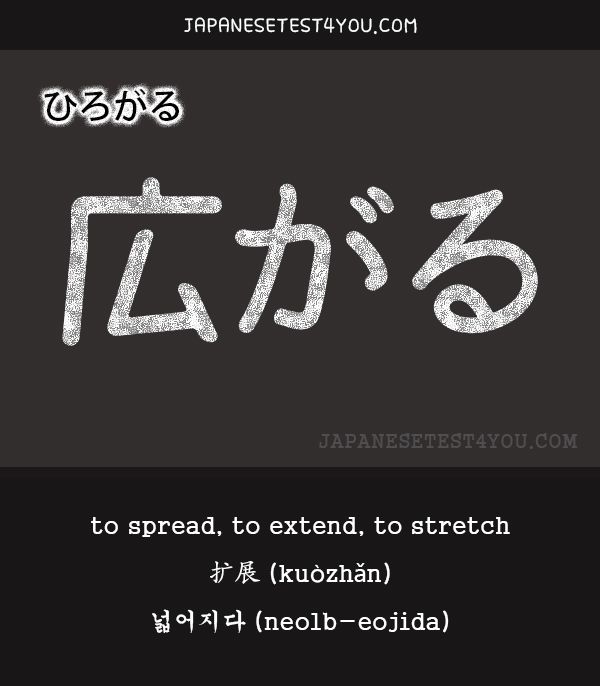 JAPANESETEST4YOU.COM
ひろがる
広がる
JAPANESETEST4YOU.COM
to spread, to extend, to stretch
扩展 (kuòzhǎn)
넓어지다 (neolb-eojida)